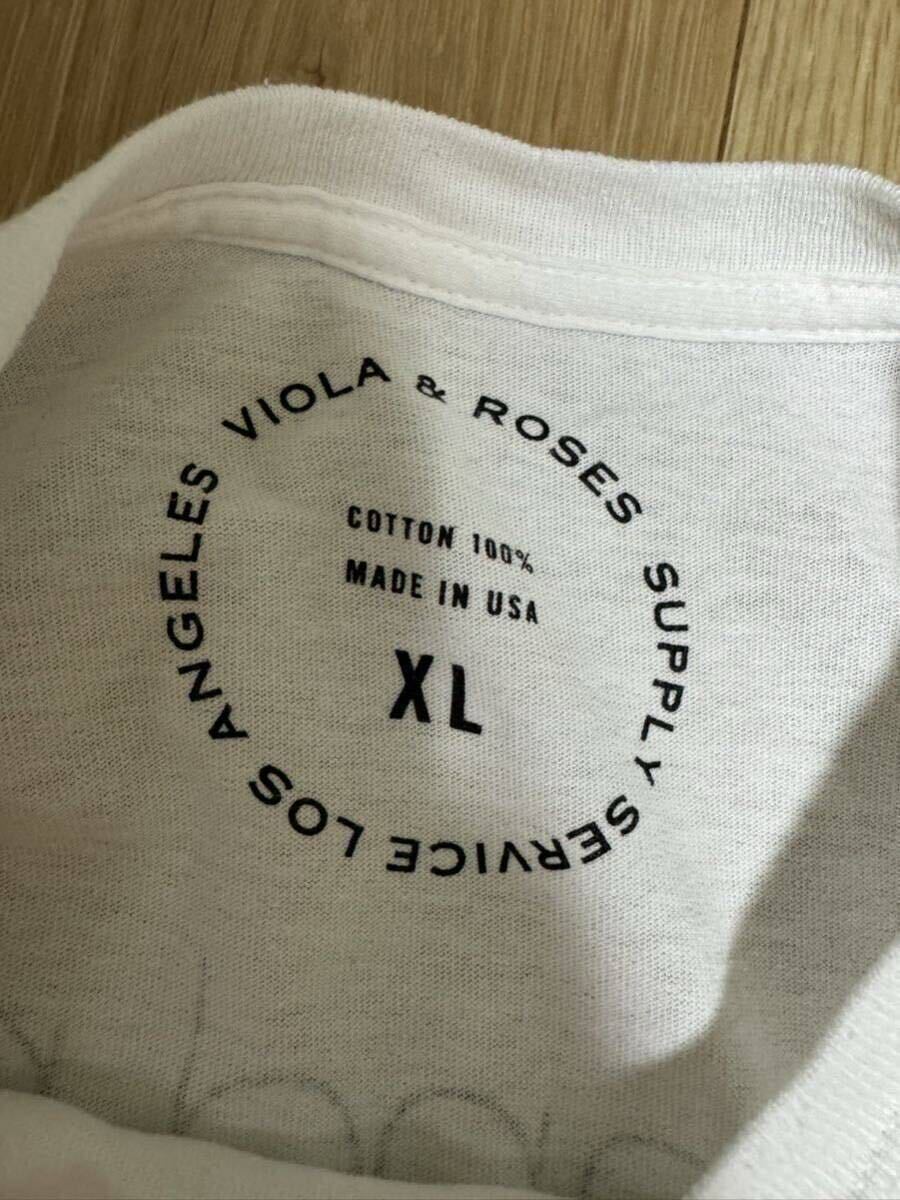 VIOLA & ROSES SUPPLY SERVICE LOS ANGELES
COTTON 100%
MADE IN USA
XL